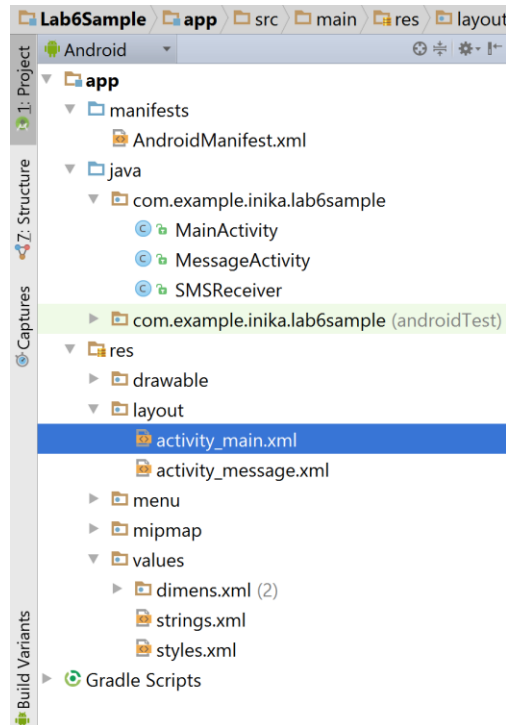 Lab6Sample app src main res layout
Android
1: Project
app
manifests
AndroidManifest.xml
java
com.example.inika.lab6sample
MainActivity
MessageActivity
SMSReceiver
com.example.inika.lab6sample (androidTest)
res
drawable
layout
activity_main.xml
activity_message.xml
menu
mipmap
values
dimens.xml (2)
strings.xml
styles.xml
Gradle Scripts
Z: Structure
Captures
Build Variants